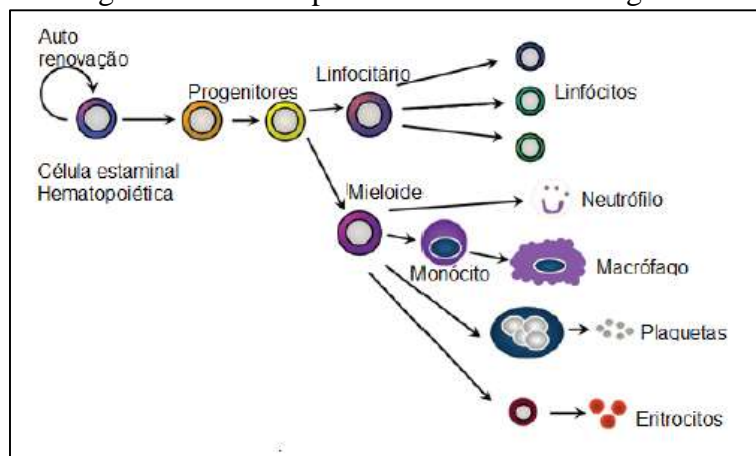 Auto
renovação
Progenitores
Linfocitário
Linfócitos
Célula estaminal
Hematopoiética
Mieloide
Neutrófilo
Monócito
Macrófago
Plaquetas
Eritrocitos